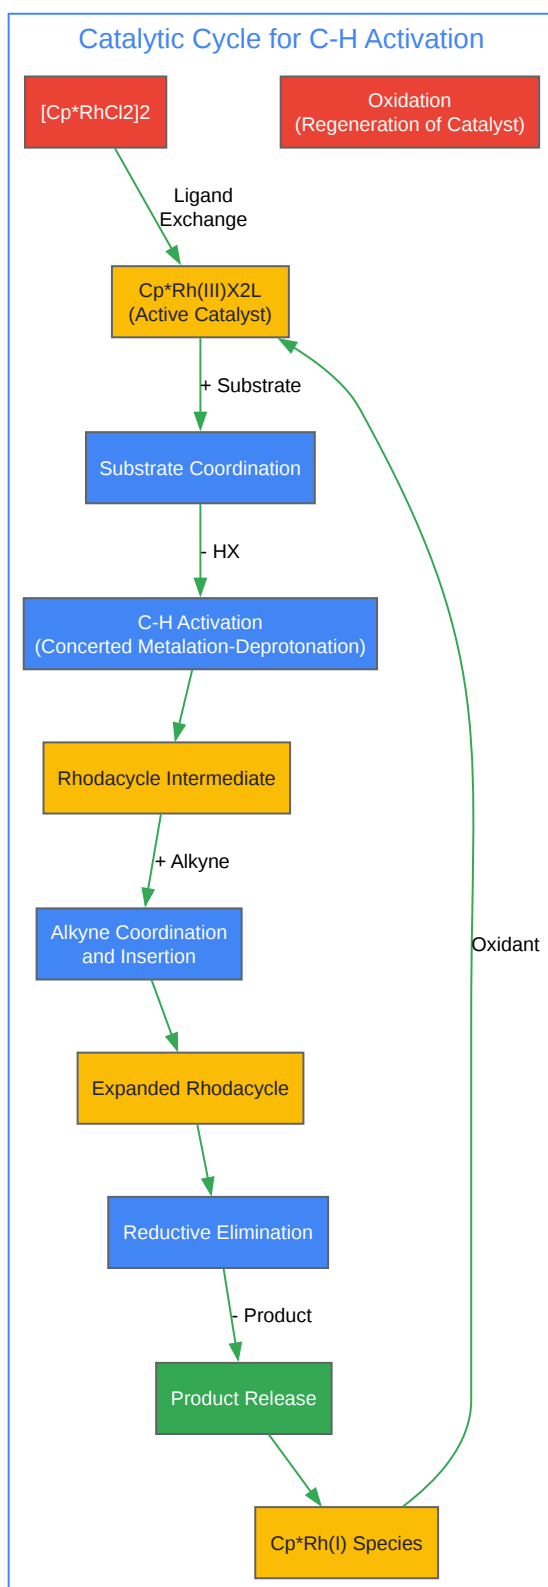 Catalytic Cycle for C-H Activation
[Cp*RhCl2]2
Oxidation
(Regeneration of Catalyst)
Ligand
Exchange
Cp*Rh(III)X2L
(Active Catalyst)
+ Substrate
Substrate Coordination
- HX
C-H Activation
(Concerted Metalation-Deprotonation)
Rhodacycle Intermediate
+ Alkyne
Alkyne Coordination
and Insertion
Oxidant
Expanded Rhodacycle
Reductive Elimination
- Product
Product Release
Cp*Rh(I) Species